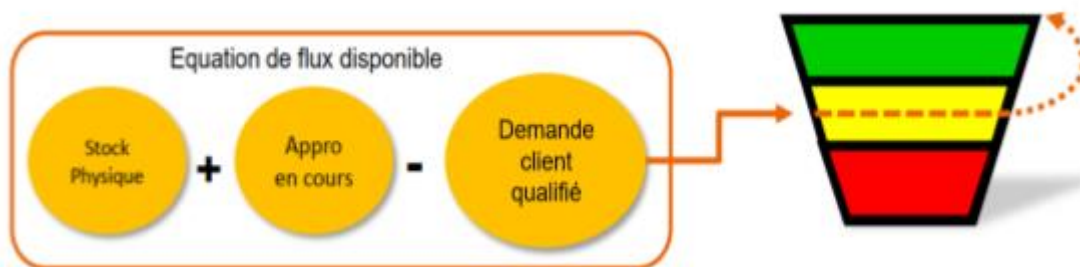 Equation de flux disponible
Stock
Physique
+
Appro
en cours
-
Demande
client
qualifié